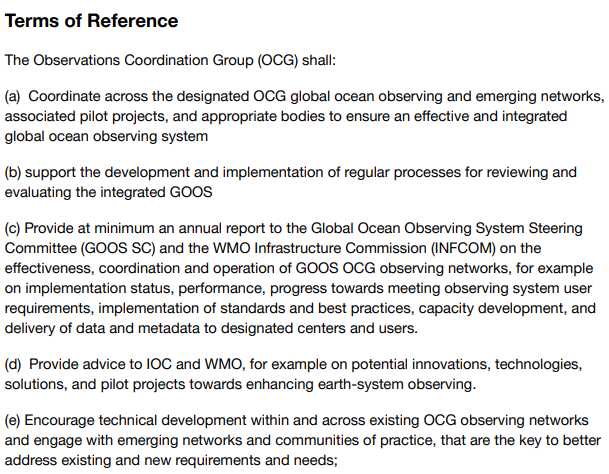 Terms of Reference
The Observations Coordination Group (OCG) shall:
(a)  Coordinate across the designated OCG global ocean observing and emerging networks,
associated pilot projects, and appropriate bodies to ensure an effective and integrated
global ocean observing system
(b) support the development and implementation of regular processes for reviewing and
evaluating the integrated GOOS
(c) Provide at minimum an annual report to the Global Ocean Observing System Steering
Committee (GOOS SC) and the WMO Infrastructure Commission (INFCOM) on the
effectiveness, coordination and operation of GOOS OCG observing networks, for example
on implementation status, performance, progress towards meeting observing system user
requirements, implementation of standards and best practices, capacity development, and
delivery of data and metadata to designated centers and users.
(d)  Provide advice to IOC and WMO, for example on potential innovations, technologies,
solutions, and pilot projects towards enhancing earth-system observing.
(e) Encourage technical development within and across existing OCG observing networks
and engage with emerging networks and communities of practice, that are the key to better
address existing and new requirements and needs;